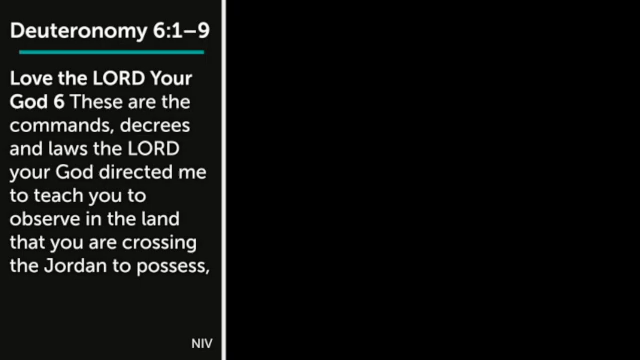 Deuteronomy 6:1–9
Love the LORD Your
God 6 These are the
commands, decrees
and laws the LORD
your God directed me
to teach you to
observe in the land
that you are crossing
the Jordan to possess,
NIV